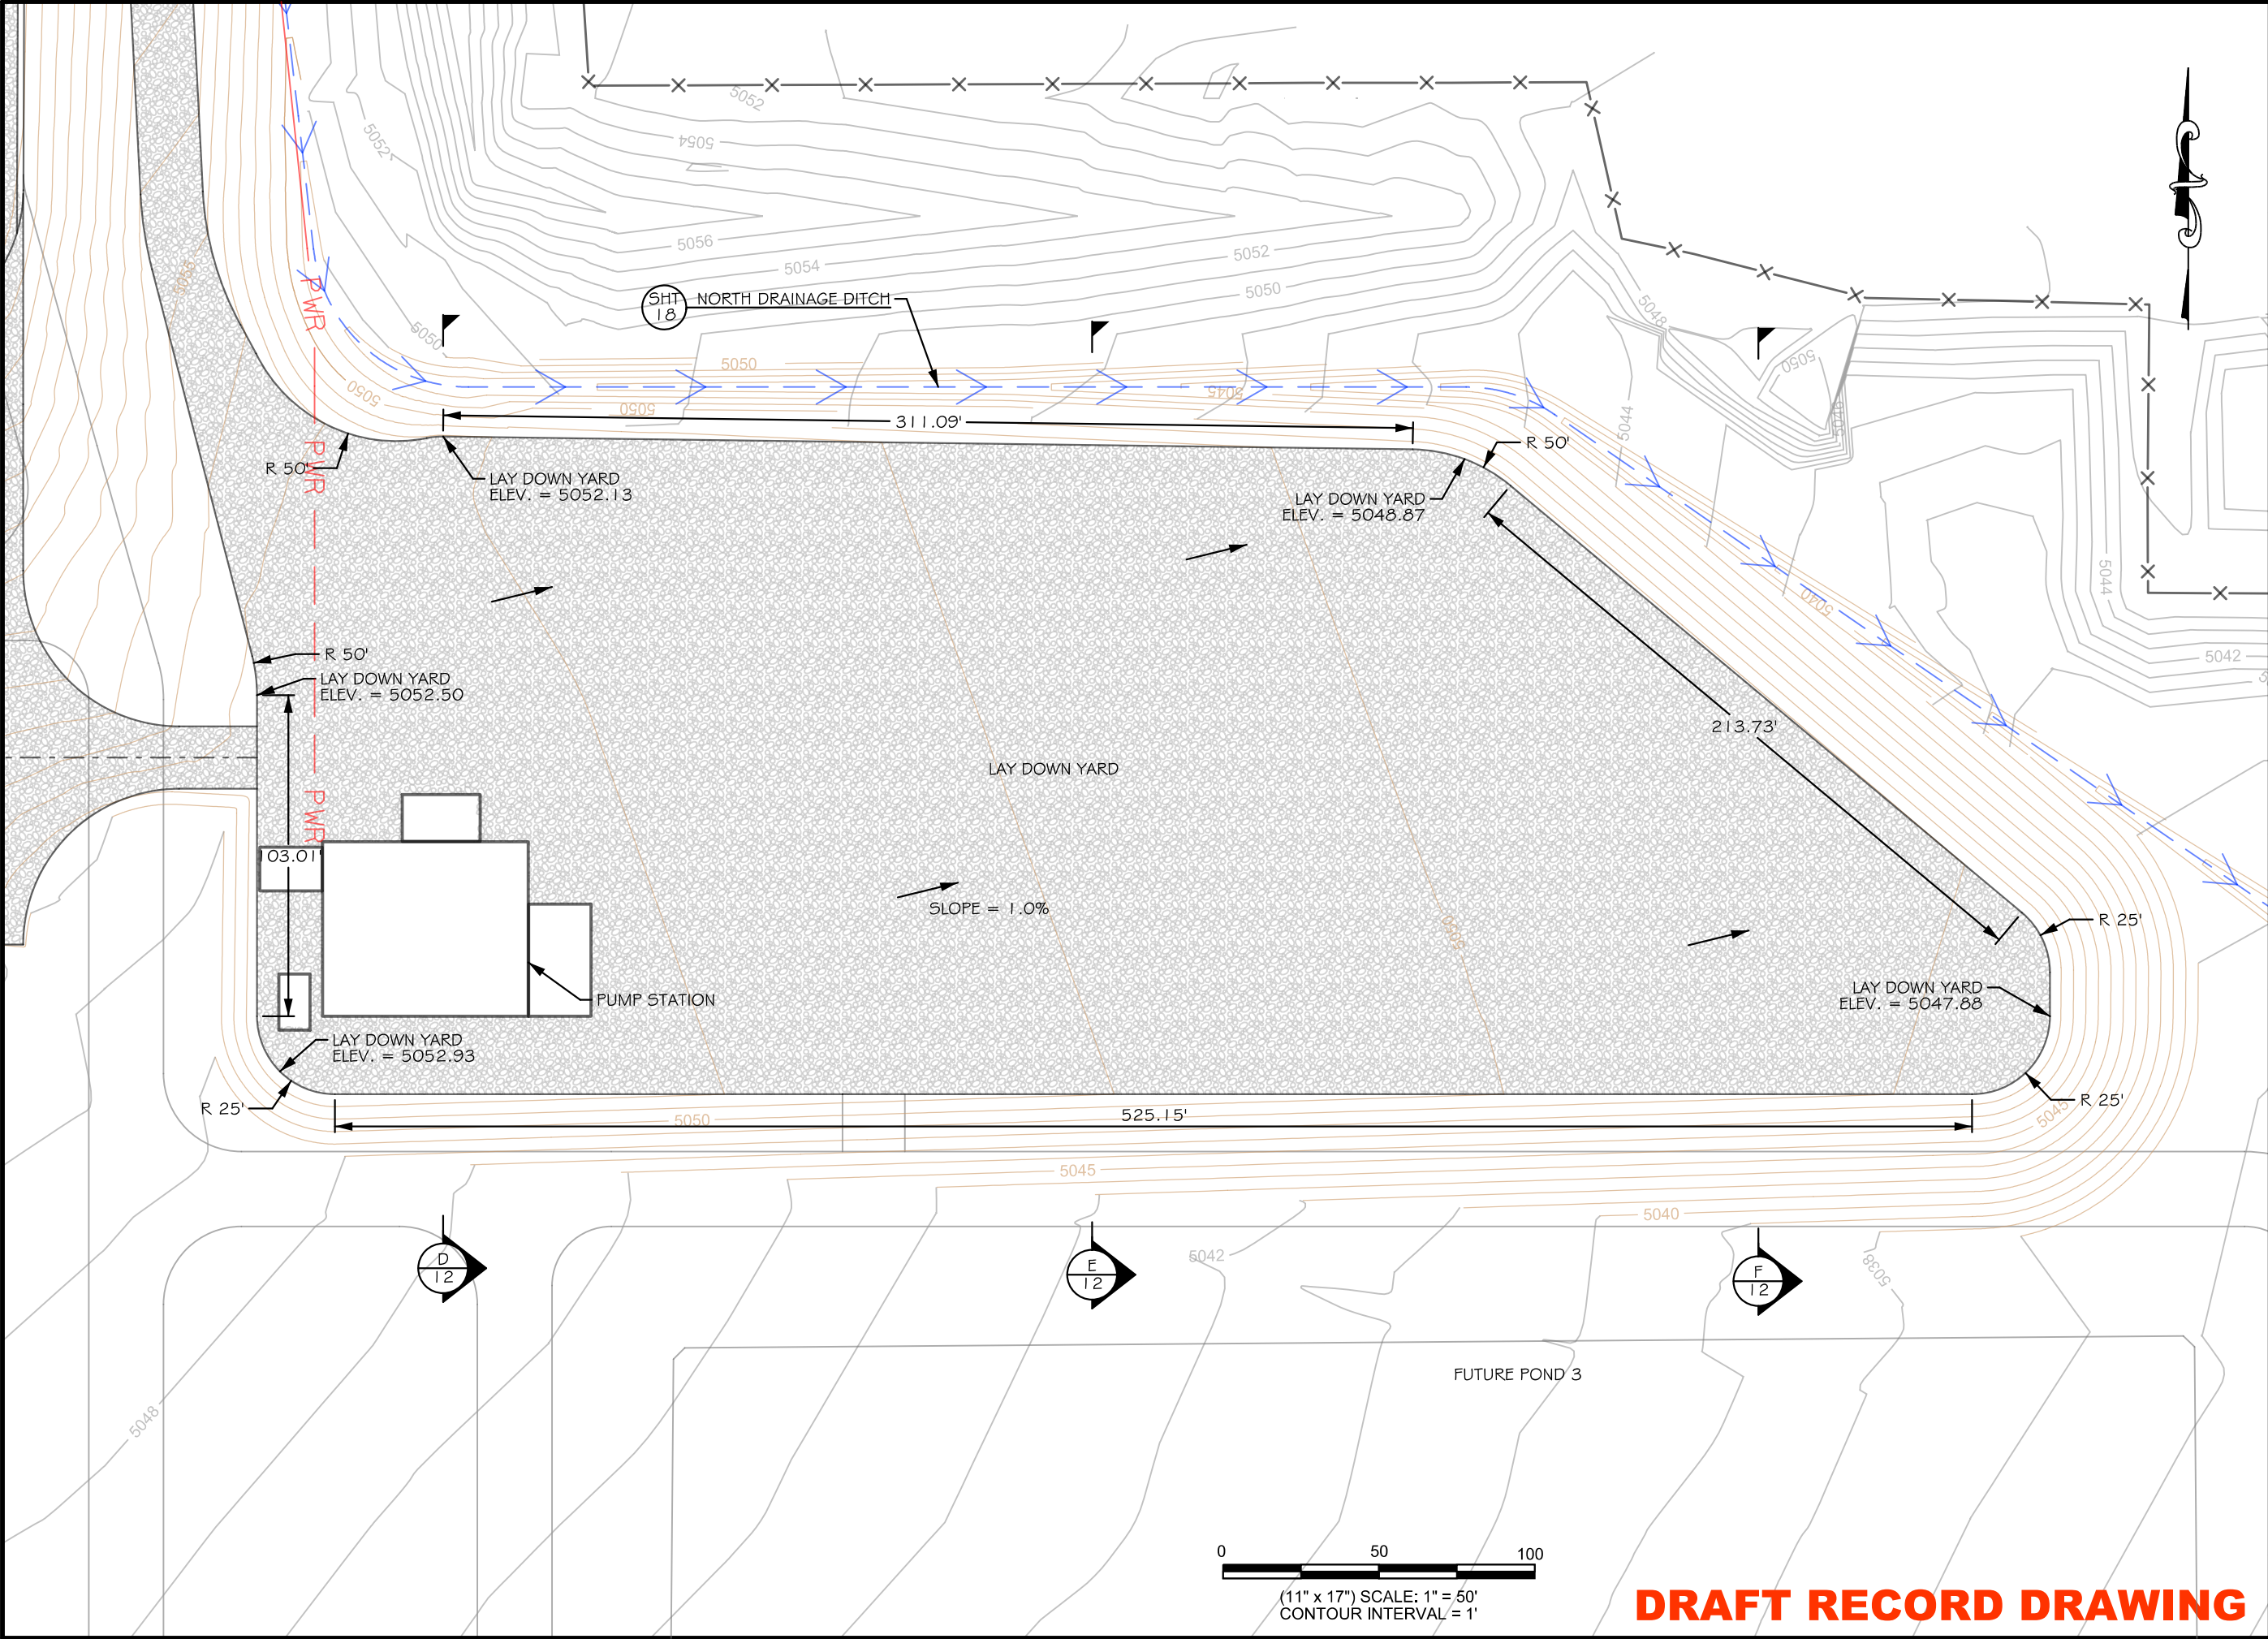 5052
5052
5054
5056
5054
5052
5050
5055
PWR
SHT
18
NORTH DRAINAGE DITCH
5048
5050
5050
5050
5050
5050
5045
5044
311.09'
R 50'
R 50'
PWR
LAY DOWN YARD
ELEV. = 5052.13
LAY DOWN YARD
ELEV. = 5048.87
5044
5040
R 50'
LAY DOWN YARD
ELEV. = 5052.50
5042
213.73'
LAY DOWN YARD
PWR
103.01'
SLOPE = 1.0%
5050
R 25'
PUMP STATION
LAY DOWN YARD
ELEV. = 5047.88
LAY DOWN YARD
ELEV. = 5052.93
R 25'
5050
525.15'
R 25'
5045
5045
5040
D
12
E
12
F
12
5042
5038
FUTURE POND 3
5048
0 50 100
(11" x 17") SCALE: 1" = 50'
CONTOUR INTERVAL = 1'
DRAFT RECORD DRAWING